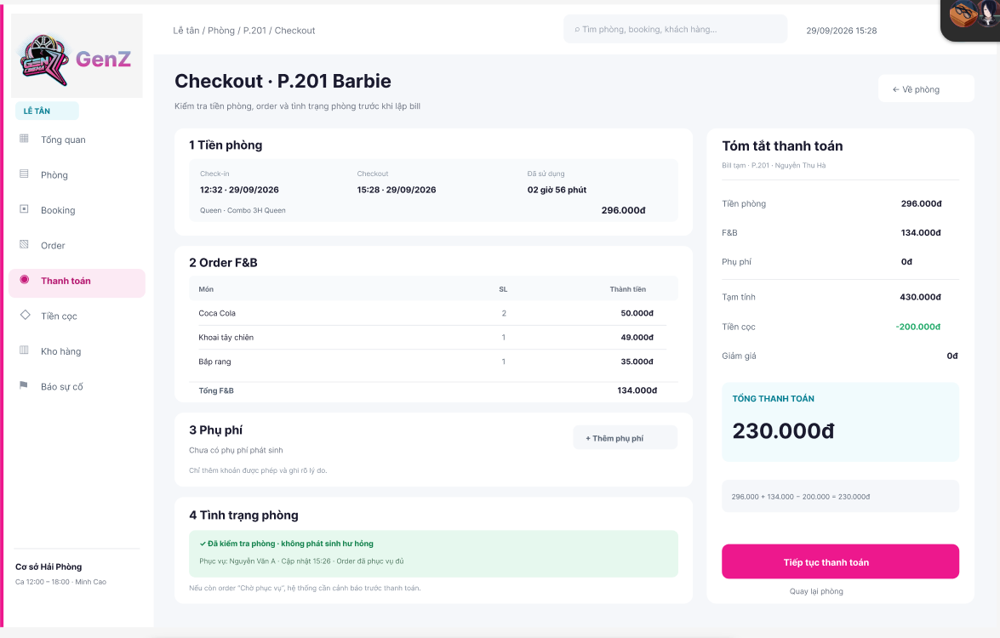 GEN Z
CINEMA
GenZ
LỄ TÂN
Tổng quan
Phòng
Booking
Order
Thanh toán
Tiền cọc
Kho hàng
Báo sự cố
Cơ sở Hải Phòng
Ca 12:00 – 18:00 · Minh Cao
Lễ tân / Phòng / P.201 / Checkout
Tìm phòng, booking, khách hàng...
29/09/2026 15:28
Checkout · P.201 Barbie
Kiểm tra tiền phòng, order và tình trạng phòng trước khi lập bill
← Về phòng
1 Tiền phòng
Check-in Checkout Đã sử dụng
12:32 · 29/09/2026 15:28 · 29/09/2026 02 giờ 56 phút
Queen · Combo 3H Queen 296.000đ
2 Order F&B
Món SL Thành tiền
Coca Cola 2 50.000đ
Khoai tây chiên 1 49.000đ
Bắp rang 1 35.000đ
Tổng F&B 134.000đ
3 Phụ phí
+ Thêm phụ phí
Chưa có phụ phí phát sinh
Chỉ thêm khoản được phép và ghi rõ lý do.
4 Tình trạng phòng
✓ Đã kiểm tra phòng · không phát sinh hư hỏng
Phục vụ: Nguyễn Văn A · Cập nhật 15:26 · Order đã phục vụ đủ
Nếu còn order “Chờ phục vụ”, hệ thống cần cảnh báo trước thanh toán.
Tóm tắt thanh toán
Bill tạm · P.201 · Nguyễn Thu Hà
Tiền phòng 296.000đ
F&B 134.000đ
Phụ phí 0đ
Tạm tính 430.000đ
Tiền cọc -200.000đ
Giảm giá 0đ
TỔNG THANH TOÁN
230.000đ
296.000 + 134.000 − 200.000 = 230.000đ
Tiếp tục thanh toán
Quay lại phòng